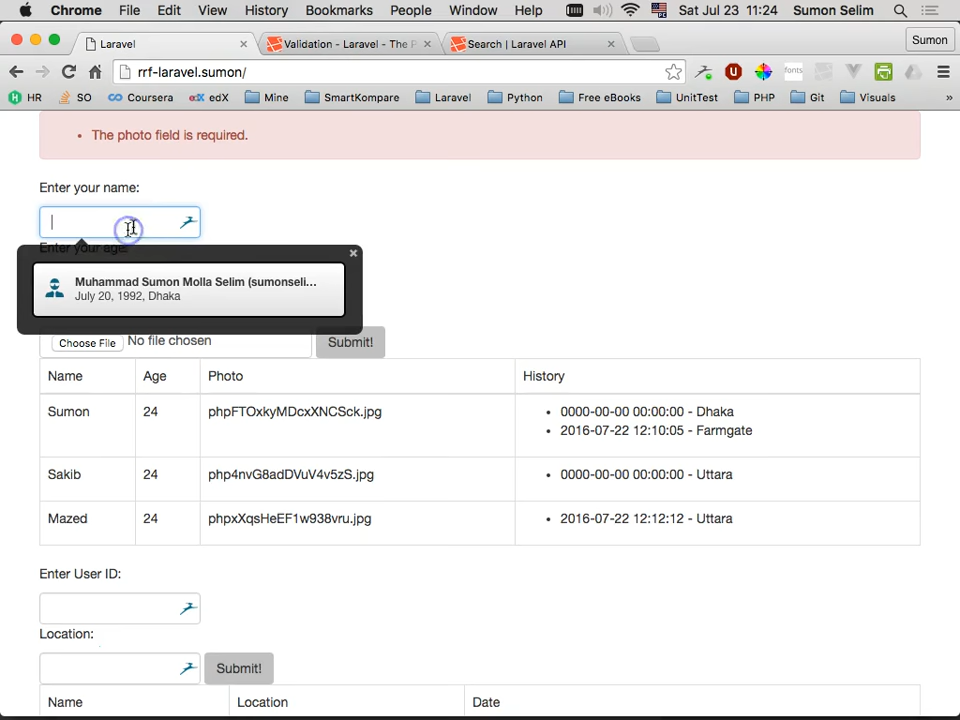 Chrome File Edit View History Bookmarks People Window Help Sat Jul 23 11:24 Sumon Selim
Laravel Validation - Laravel - The P Search | Laravel API Sumon
rrf-laravel.sumon/ fonts
HR SO Coursera edX Mine SmartKompare Laravel Python Free eBooks UnitTest PHP Git Visuals »
The photo field is required.
Enter your name:
Enter your age:
Muhammad Sumon Molla Selim (sumonseli...
July 20, 1992, Dhaka
Choose File No file chosen Submit!
Name Age Photo History
Sumon 24 phpFTOxkyMDcxXNCSck.jpg 0000-00-00 00:00:00 - Dhaka
2016-07-22 12:10:05 - Farmgate
Sakib 24 php4nvG8adDVuV4v5zS.jpg 0000-00-00 00:00:00 - Uttara
Mazed 24 phpxXqsHeEF1w938vru.jpg 2016-07-22 12:12:12 - Uttara
Enter User ID:
Location:
Submit!
Name Location Date